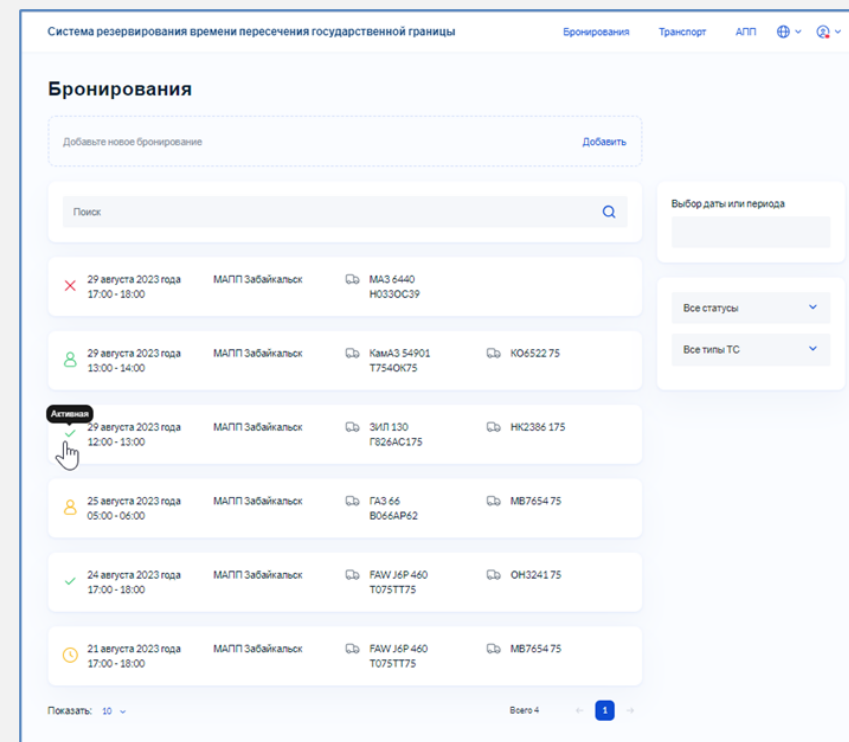 Система резервирования времени пересечения государственной границы
Бронирования Транспорт АПП
Бронирования
Добавьте новое бронирование Добавить
Поиск
Выбор даты или периода
29 августа 2023 года МАПП Забайкальск МАЗ 6440
17:00 - 18:00 Н033ОС39
Все статусы
Все типы ТС
29 августа 2023 года МАПП Забайкальск КамАЗ 54901 КО6522 75
13:00 - 14:00 Т754ОК75
Активная
29 августа 2023 года МАПП Забайкальск ЗИЛ 130 НК2386 175
12:00 - 13:00 Г826АС175
25 августа 2023 года МАПП Забайкальск ГАЗ 66 МВ7654 75
05:00 - 06:00 В066АР62
24 августа 2023 года МАПП Забайкальск FAW J6P 460 ОН3241 75
17:00 - 18:00 Т075ТТ75
21 августа 2023 года МАПП Забайкальск FAW J6P 460 МВ7654 75
17:00 - 18:00 Т075ТТ75
Показать: 10 Всего 4 1